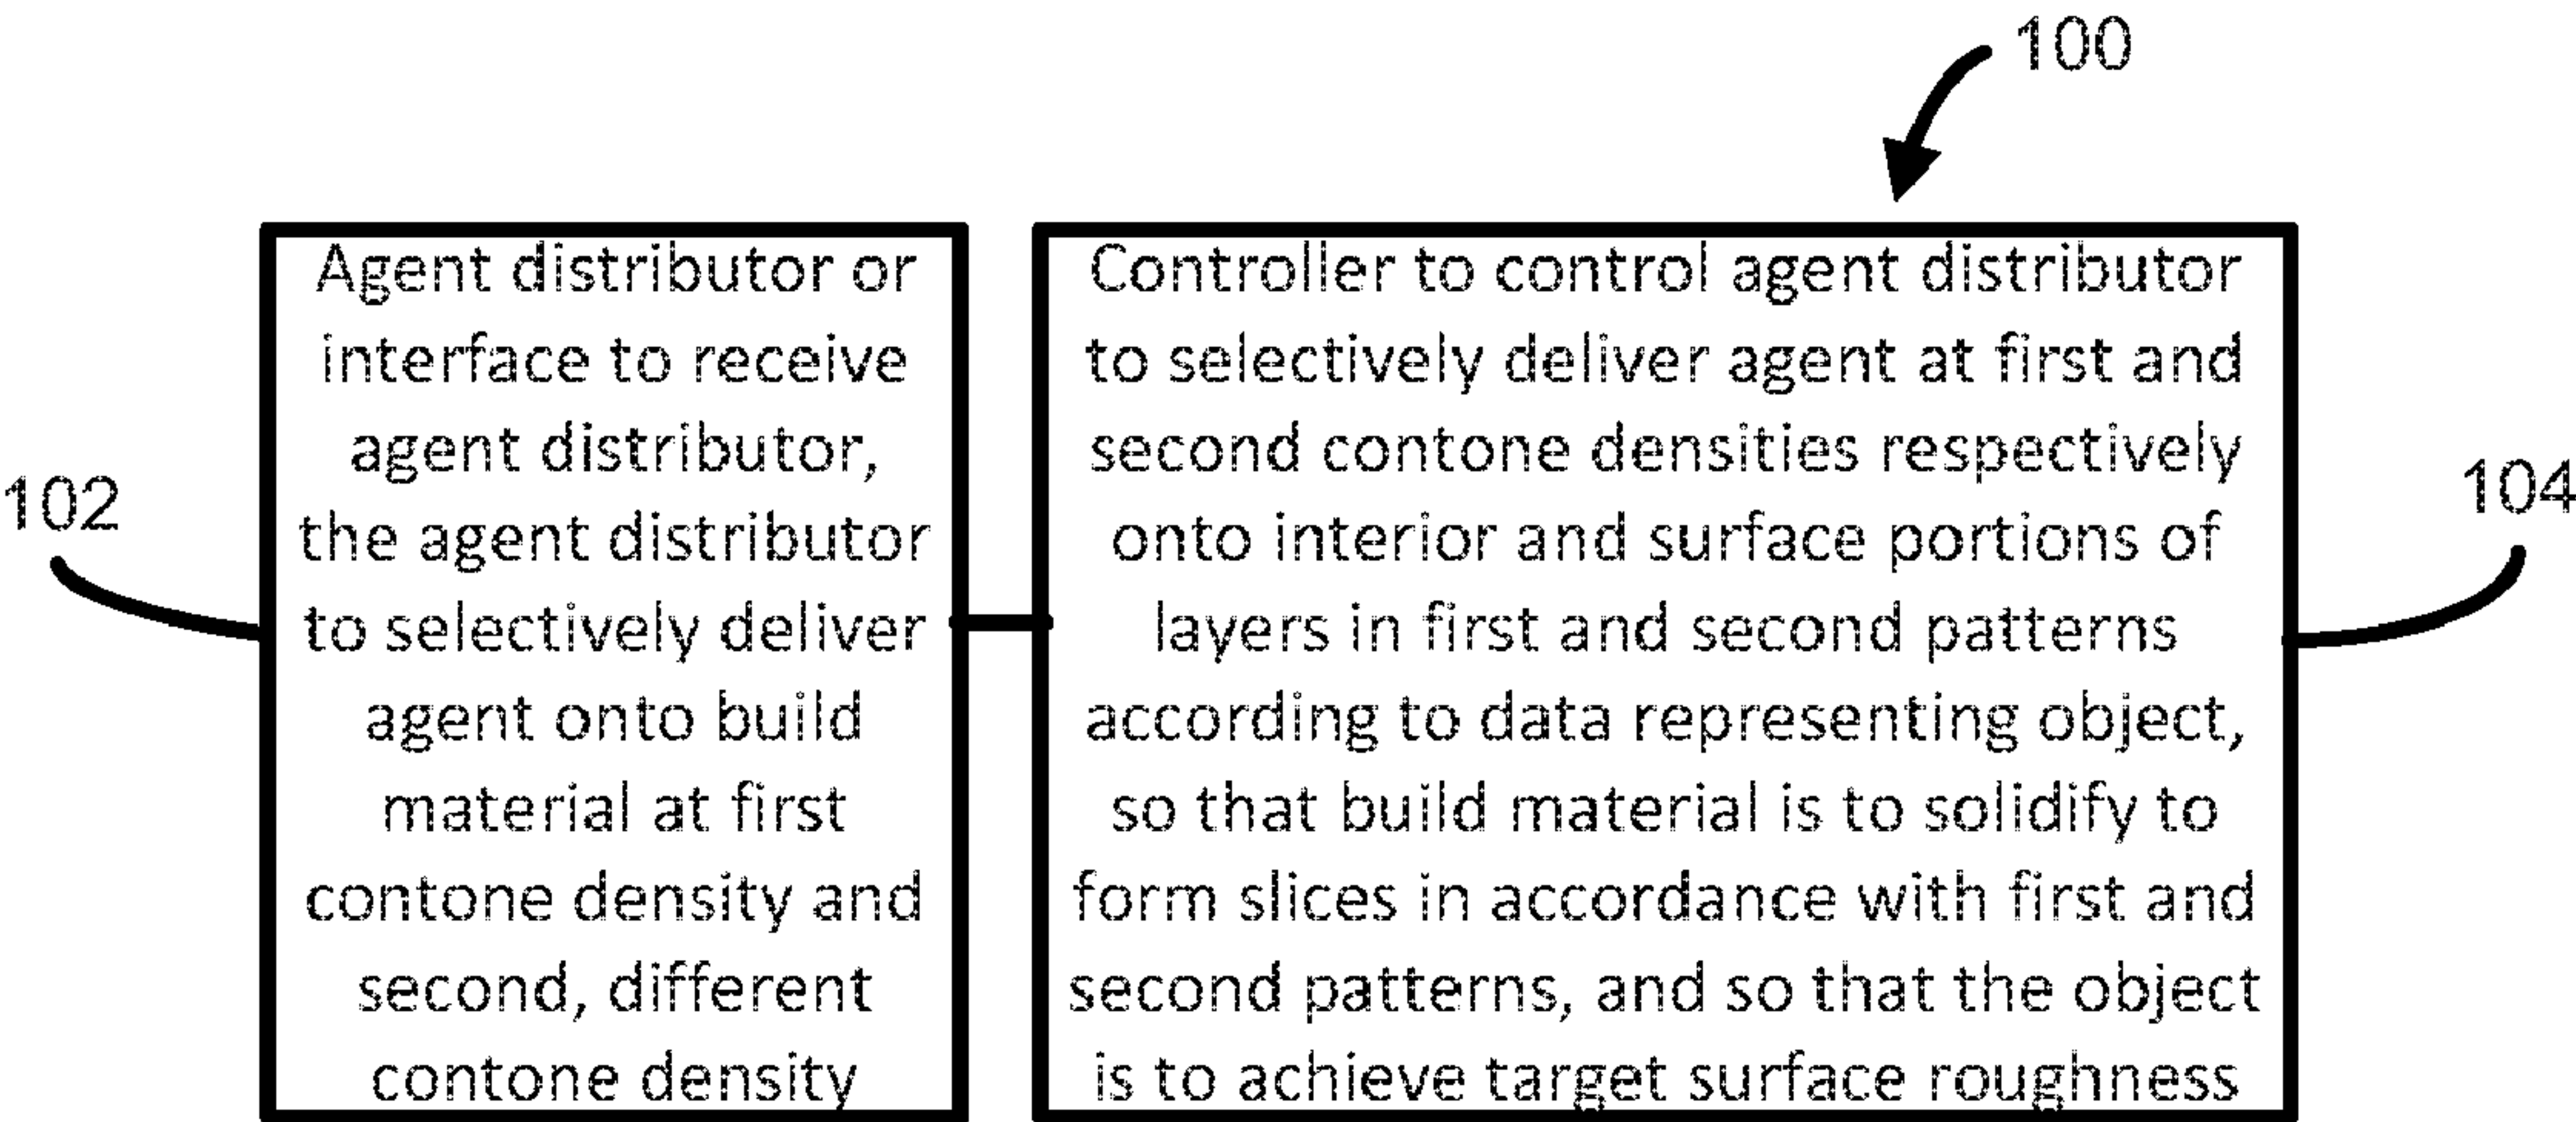 100
102
Agent distributor or
interface to receive
agent distributor,
the agent distributor
to selectively deliver
agent onto build
material at first
contone density and
second, different
contone density
Controller to control agent distributor
to selectively deliver agent at first and
second contone densities respectively
onto interior and surface portions of
layers in first and second patterns
according to data representing object,
so that build material is to solidify to
form slices in accordance with first and
second patterns, and so that the object
is to achieve target surface roughness
104